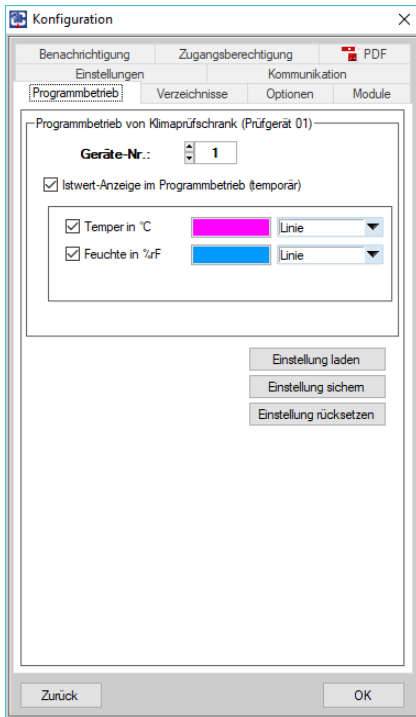 Konfiguration
Benachrichtigung Zugangsberechtigung PDF
Einstellungen Kommunikation
Programmbetrieb Verzeichnisse Optionen Module
Programmbetrieb von Klimaprüfschrank (Prüfgerät 01)
Geräte-Nr.: 1
Istwert-Anzeige im Programmbetrieb (temporär)
Temper in °C Linie
Feuchte in %rF Linie
Einstellung laden
Einstellung sichern
Einstellung rücksetzen
Zurück OK